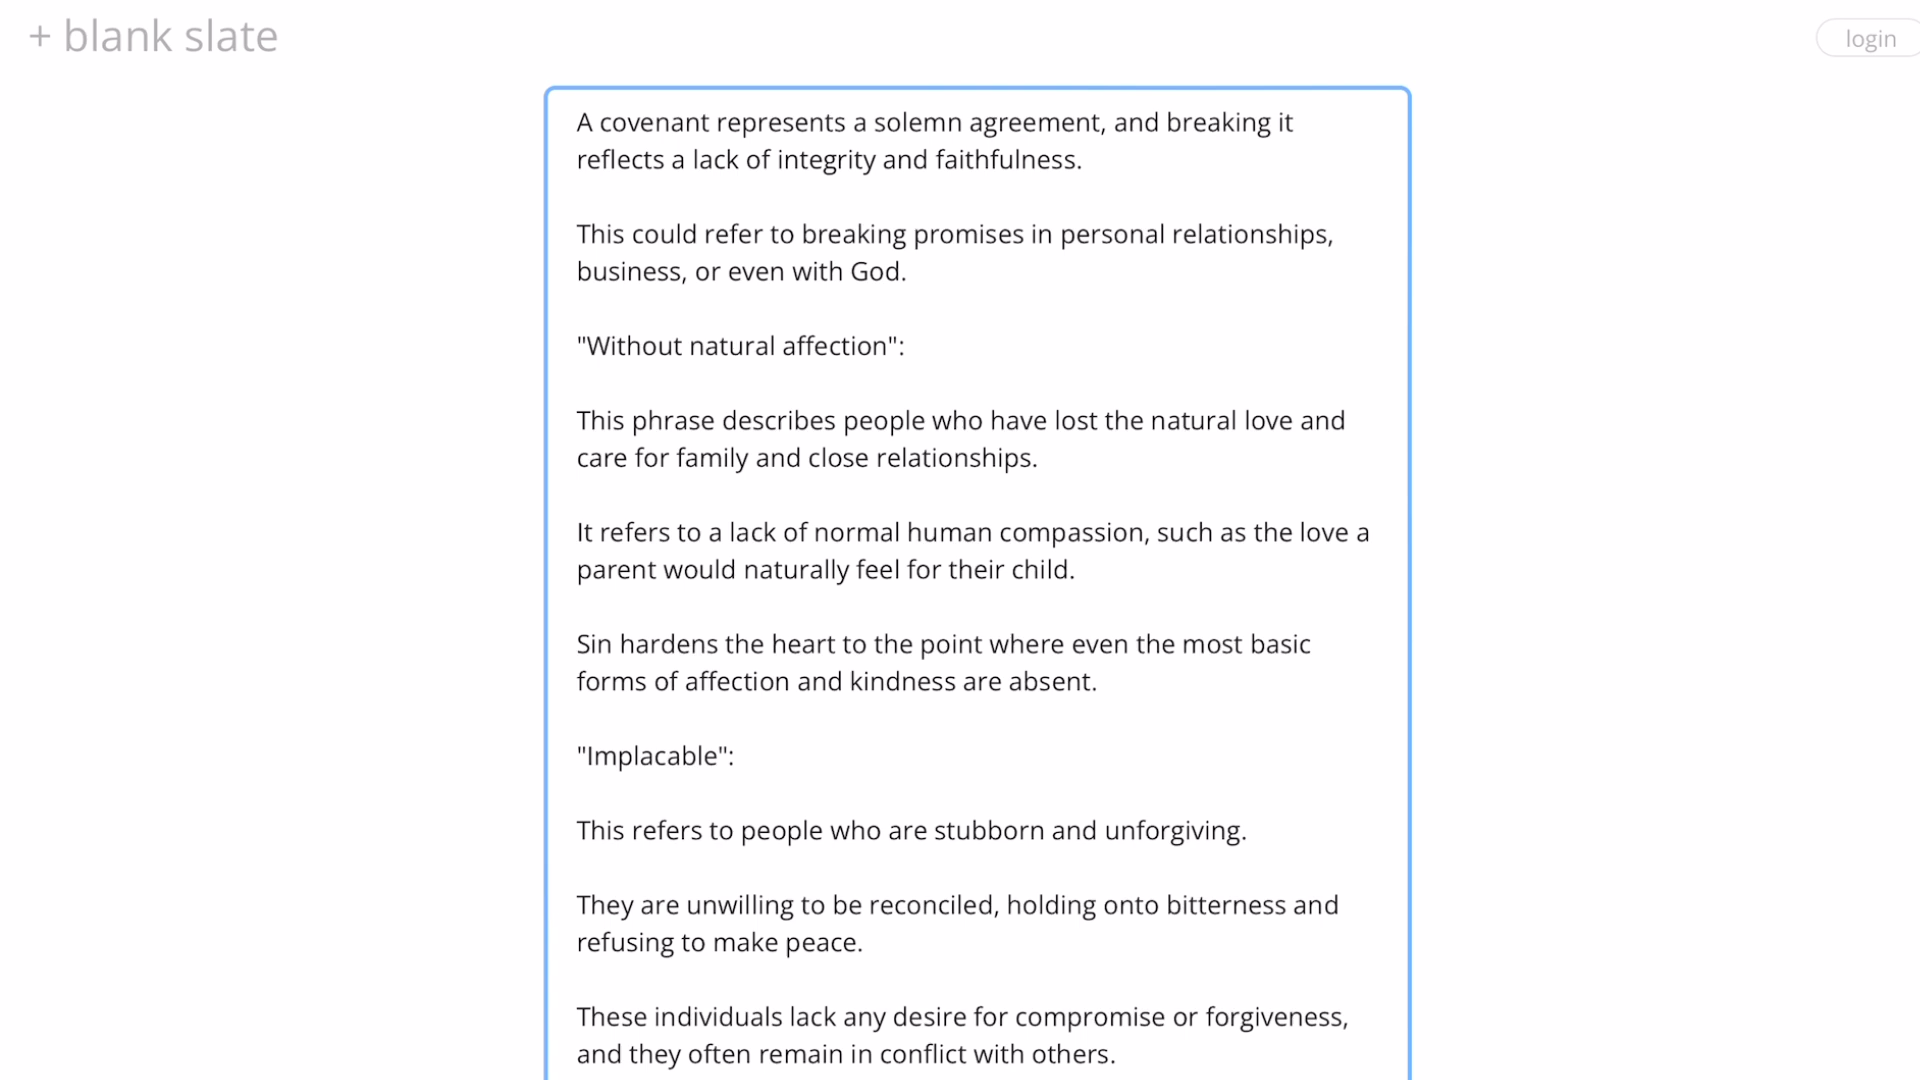 + blank slate
login
A covenant represents a solemn agreement, and breaking it
reflects a lack of integrity and faithfulness.
This could refer to breaking promises in personal relationships,
business, or even with God.
"Without natural affection":
This phrase describes people who have lost the natural love and
care for family and close relationships.
It refers to a lack of normal human compassion, such as the love a
parent would naturally feel for their child.
Sin hardens the heart to the point where even the most basic
forms of affection and kindness are absent.
"Implacable":
This refers to people who are stubborn and unforgiving.
They are unwilling to be reconciled, holding onto bitterness and
refusing to make peace.
These individuals lack any desire for compromise or forgiveness,
and they often remain in conflict with others.